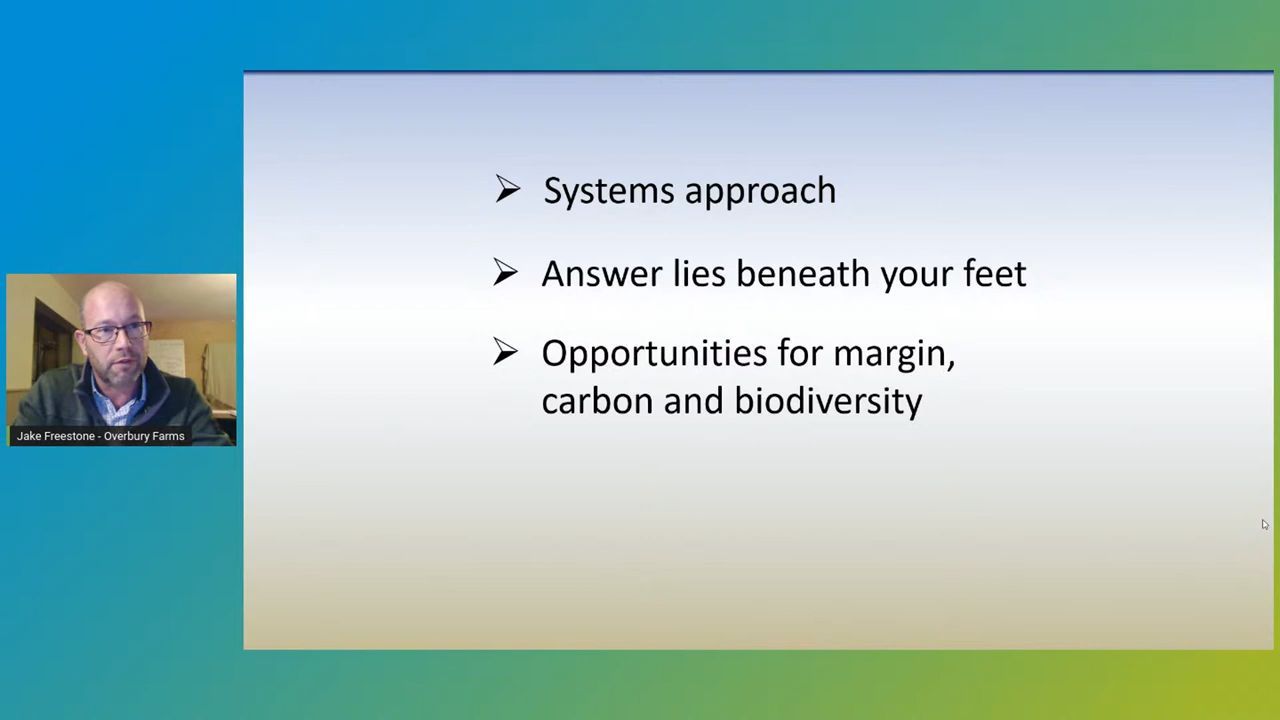 Systems approach
Answer lies beneath your feet
Opportunities for margin,
carbon and biodiversity
Jake Freestone - Overbury Farms